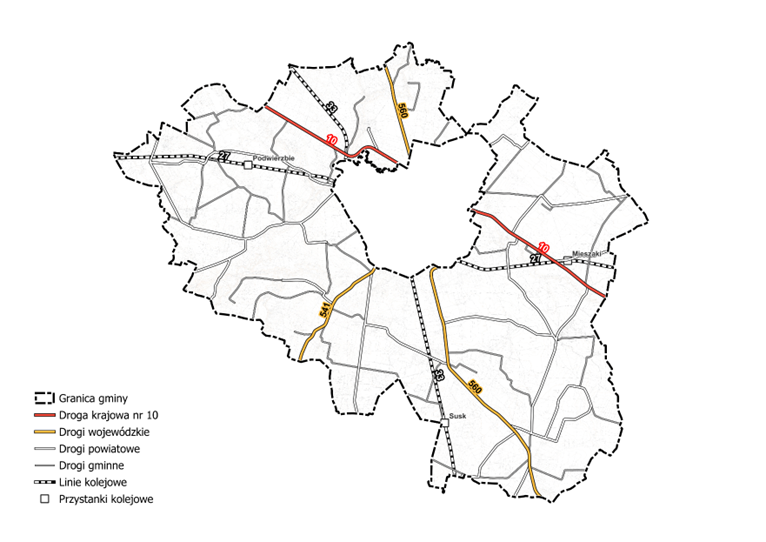 33
560
10
27
Podwierzbie
10
27
Mieszaki
541
33
560
Susk
Granica gminy
Droga krajowa nr 10
Drogi wojewódzkie
Drogi powiatowe
Drogi gminne
Linie kolejowe
Przystanki kolejowe